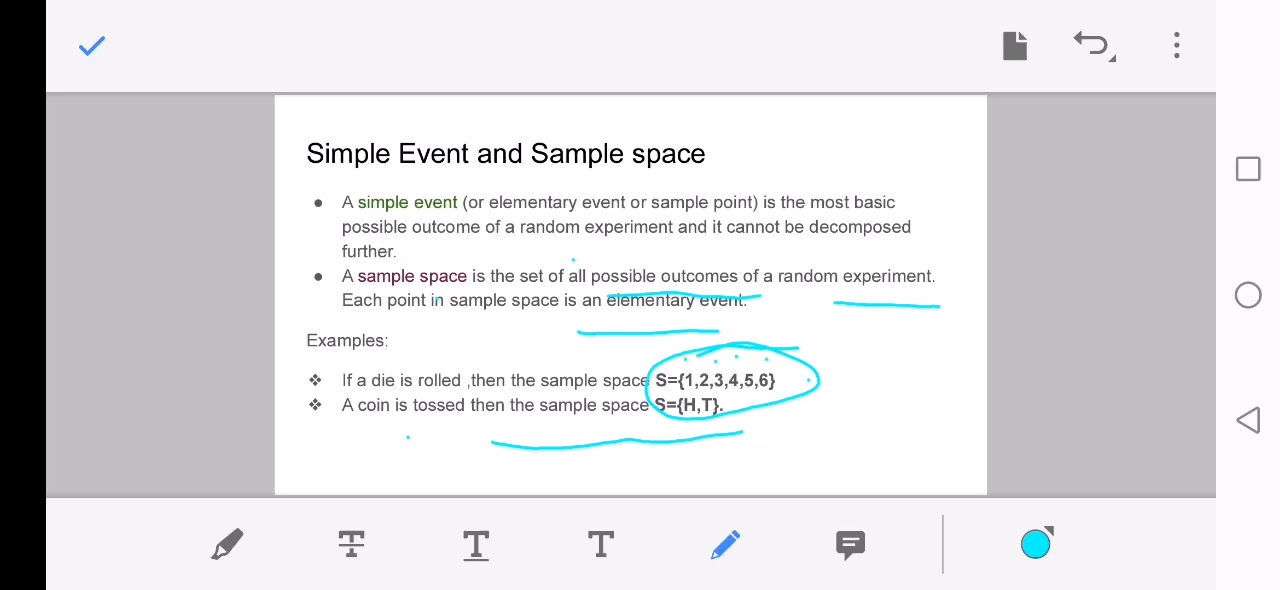 Simple Event and Sample space
● A simple event (or elementary event or sample point) is the most basic
possible outcome of a random experiment and it cannot be decomposed
further.
● A sample space is the set of all possible outcomes of a random experiment.
Each point in sample space is an elementary event.
Examples:
❖ If a die is rolled ,then the sample space S={1,2,3,4,5,6}
❖ A coin is tossed then the sample space S={H,T}.